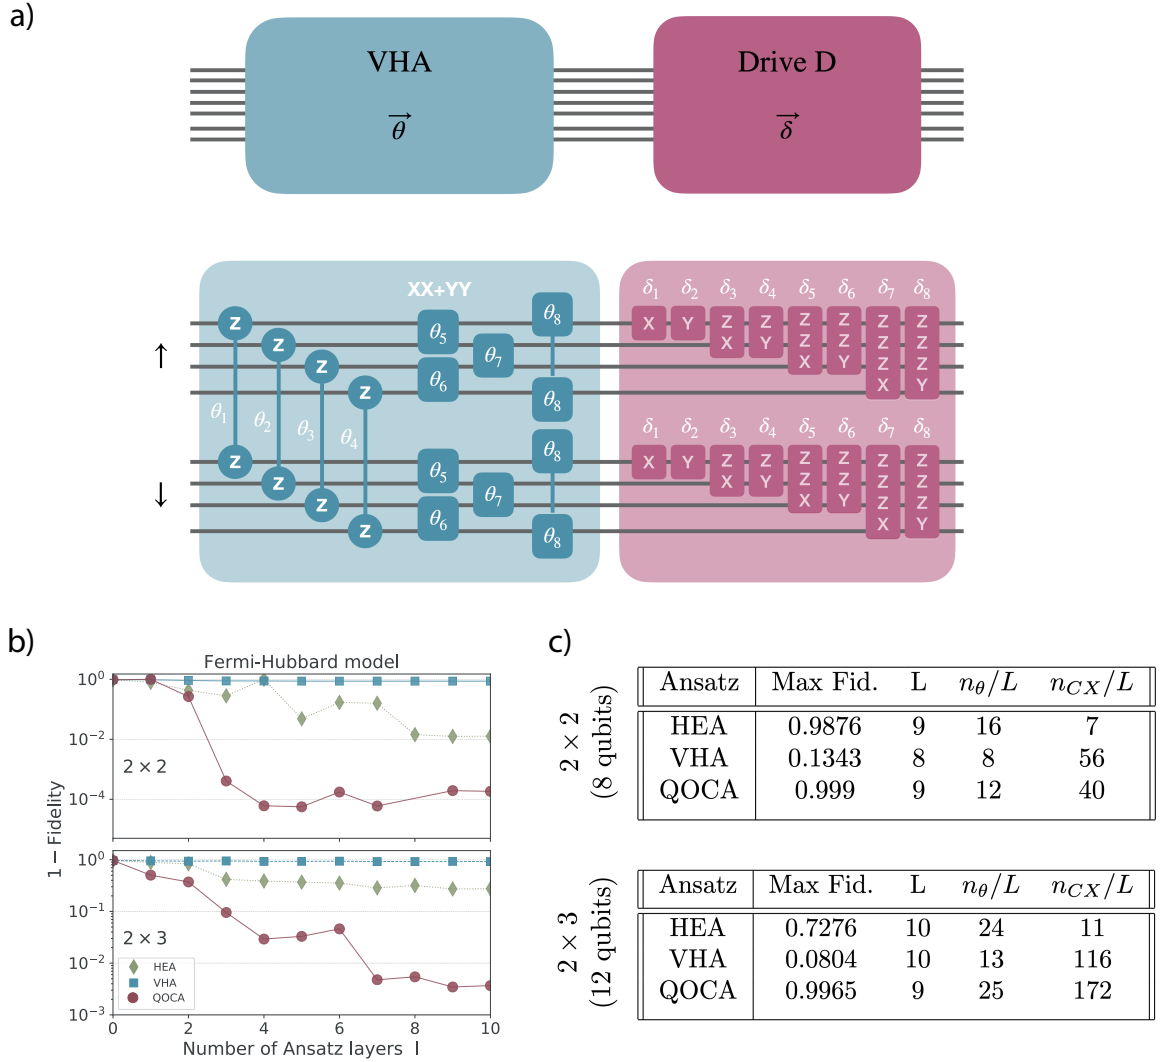 a)
VHA
Drive D
θ
δ
XX+YY
δ1 δ2 δ3 δ4 δ5 δ6 δ7 δ8
Z Z Z Z
θ5 θ6 θ7 θ8 θ8
X Y Z Z Z Z Z Z
X Y Z Z Z Z
X Y Z Z
X Y
↑
θ1 θ2 θ3 θ4
δ1 δ2 δ3 δ4 δ5 δ6 δ7 δ8
Z Z Z Z
θ5 θ6 θ7 θ8 θ8
X Y Z Z Z Z Z Z
X Y Z Z Z Z
X Y Z Z
X Y
↓
b)
Fermi-Hubbard model
10^0
10^-2
10^-4
2 × 2
1 − Fidelity
10^0
10^-1
10^-2
10^-3
2 × 3
HEA
VHA
QOCA
0 2 4 6 8 10
Number of Ansatz layers l
c)
2 × 2
(8 qubits)
Ansatz Max Fid. L nθ/L nCX/L
HEA 0.9876 9 16 7
VHA 0.1343 8 8 56
QOCA 0.999 9 12 40
2 × 3
(12 qubits)
Ansatz Max Fid. L nθ/L nCX/L
HEA 0.7276 10 24 11
VHA 0.0804 10 13 116
QOCA 0.9965 9 25 172